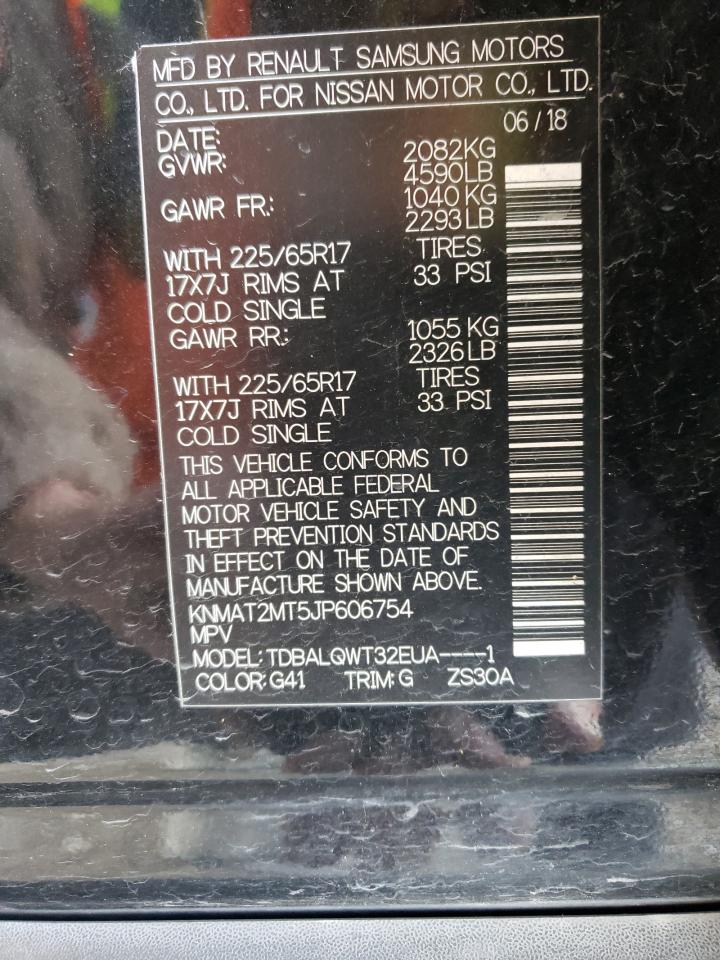 MFD BY RENAULT SAMSUNG MOTORS
CO., LTD. FOR NISSAN MOTOR CO., LTD.
DATE: 06/18
GVWR: 2082KG
4590LB
GAWR FR.: 1040 KG
2293LB
WITH 225/65R17 TIRES
17X7J RIMS AT 33 PSI
COLD SINGLE
GAWR RR.: 1055 KG
2326LB
WITH 225/65R17 TIRES
17X7J RIMS AT 33 PSI
COLD SINGLE
THIS VEHICLE CONFORMS TO
ALL APPLICABLE FEDERAL
MOTOR VEHICLE SAFETY AND
THEFT PREVENTION STANDARDS
IN EFFECT ON THE DATE OF
MANUFACTURE SHOWN ABOVE.
KNMAT2MT5JP606754
MPV
MODEL: TDBALQWT32EUA----1
COLOR: G41 TRIM: G ZS30A